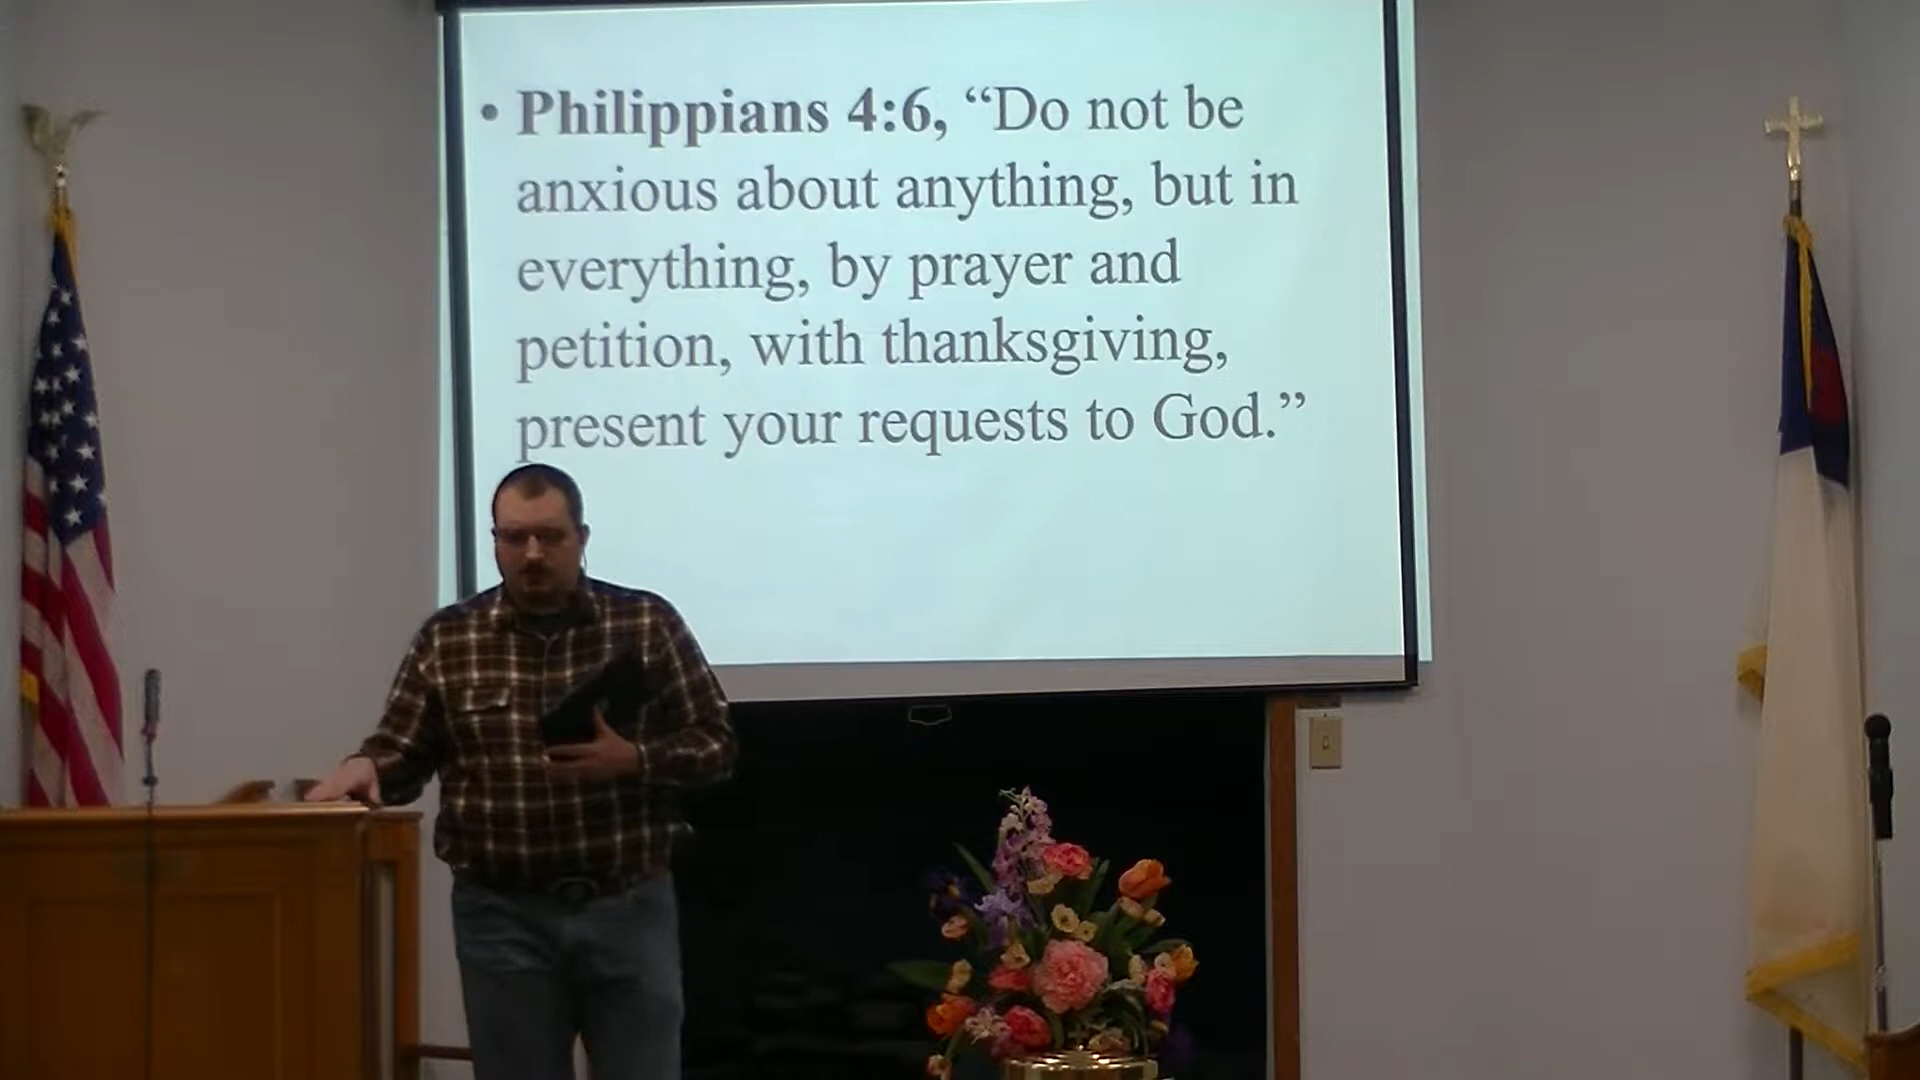 • Philippians 4:6, “Do not be
anxious about anything, but in
everything, by prayer and
petition, with thanksgiving,
present your requests to God.”